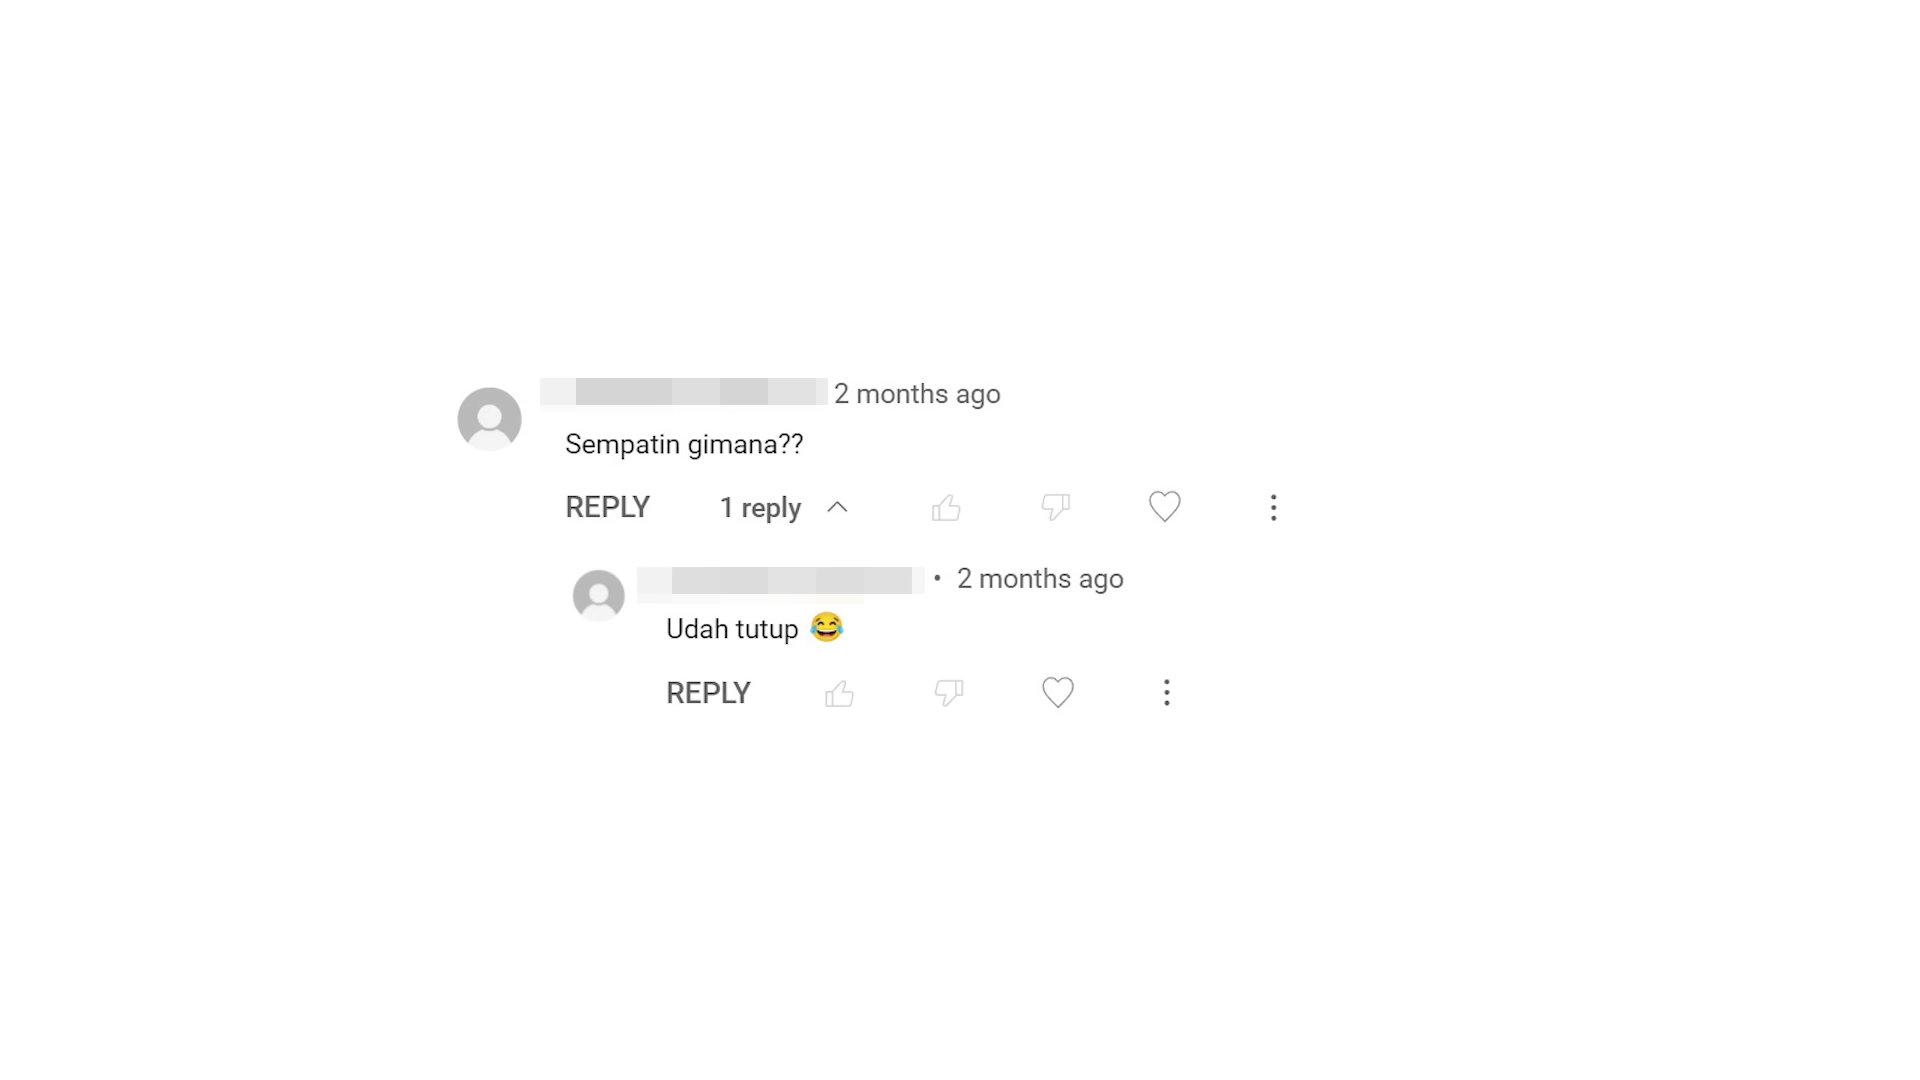 2 months ago
Sempatin gimana??
REPLY 1 reply
• 2 months ago
Udah tutup 😂
REPLY